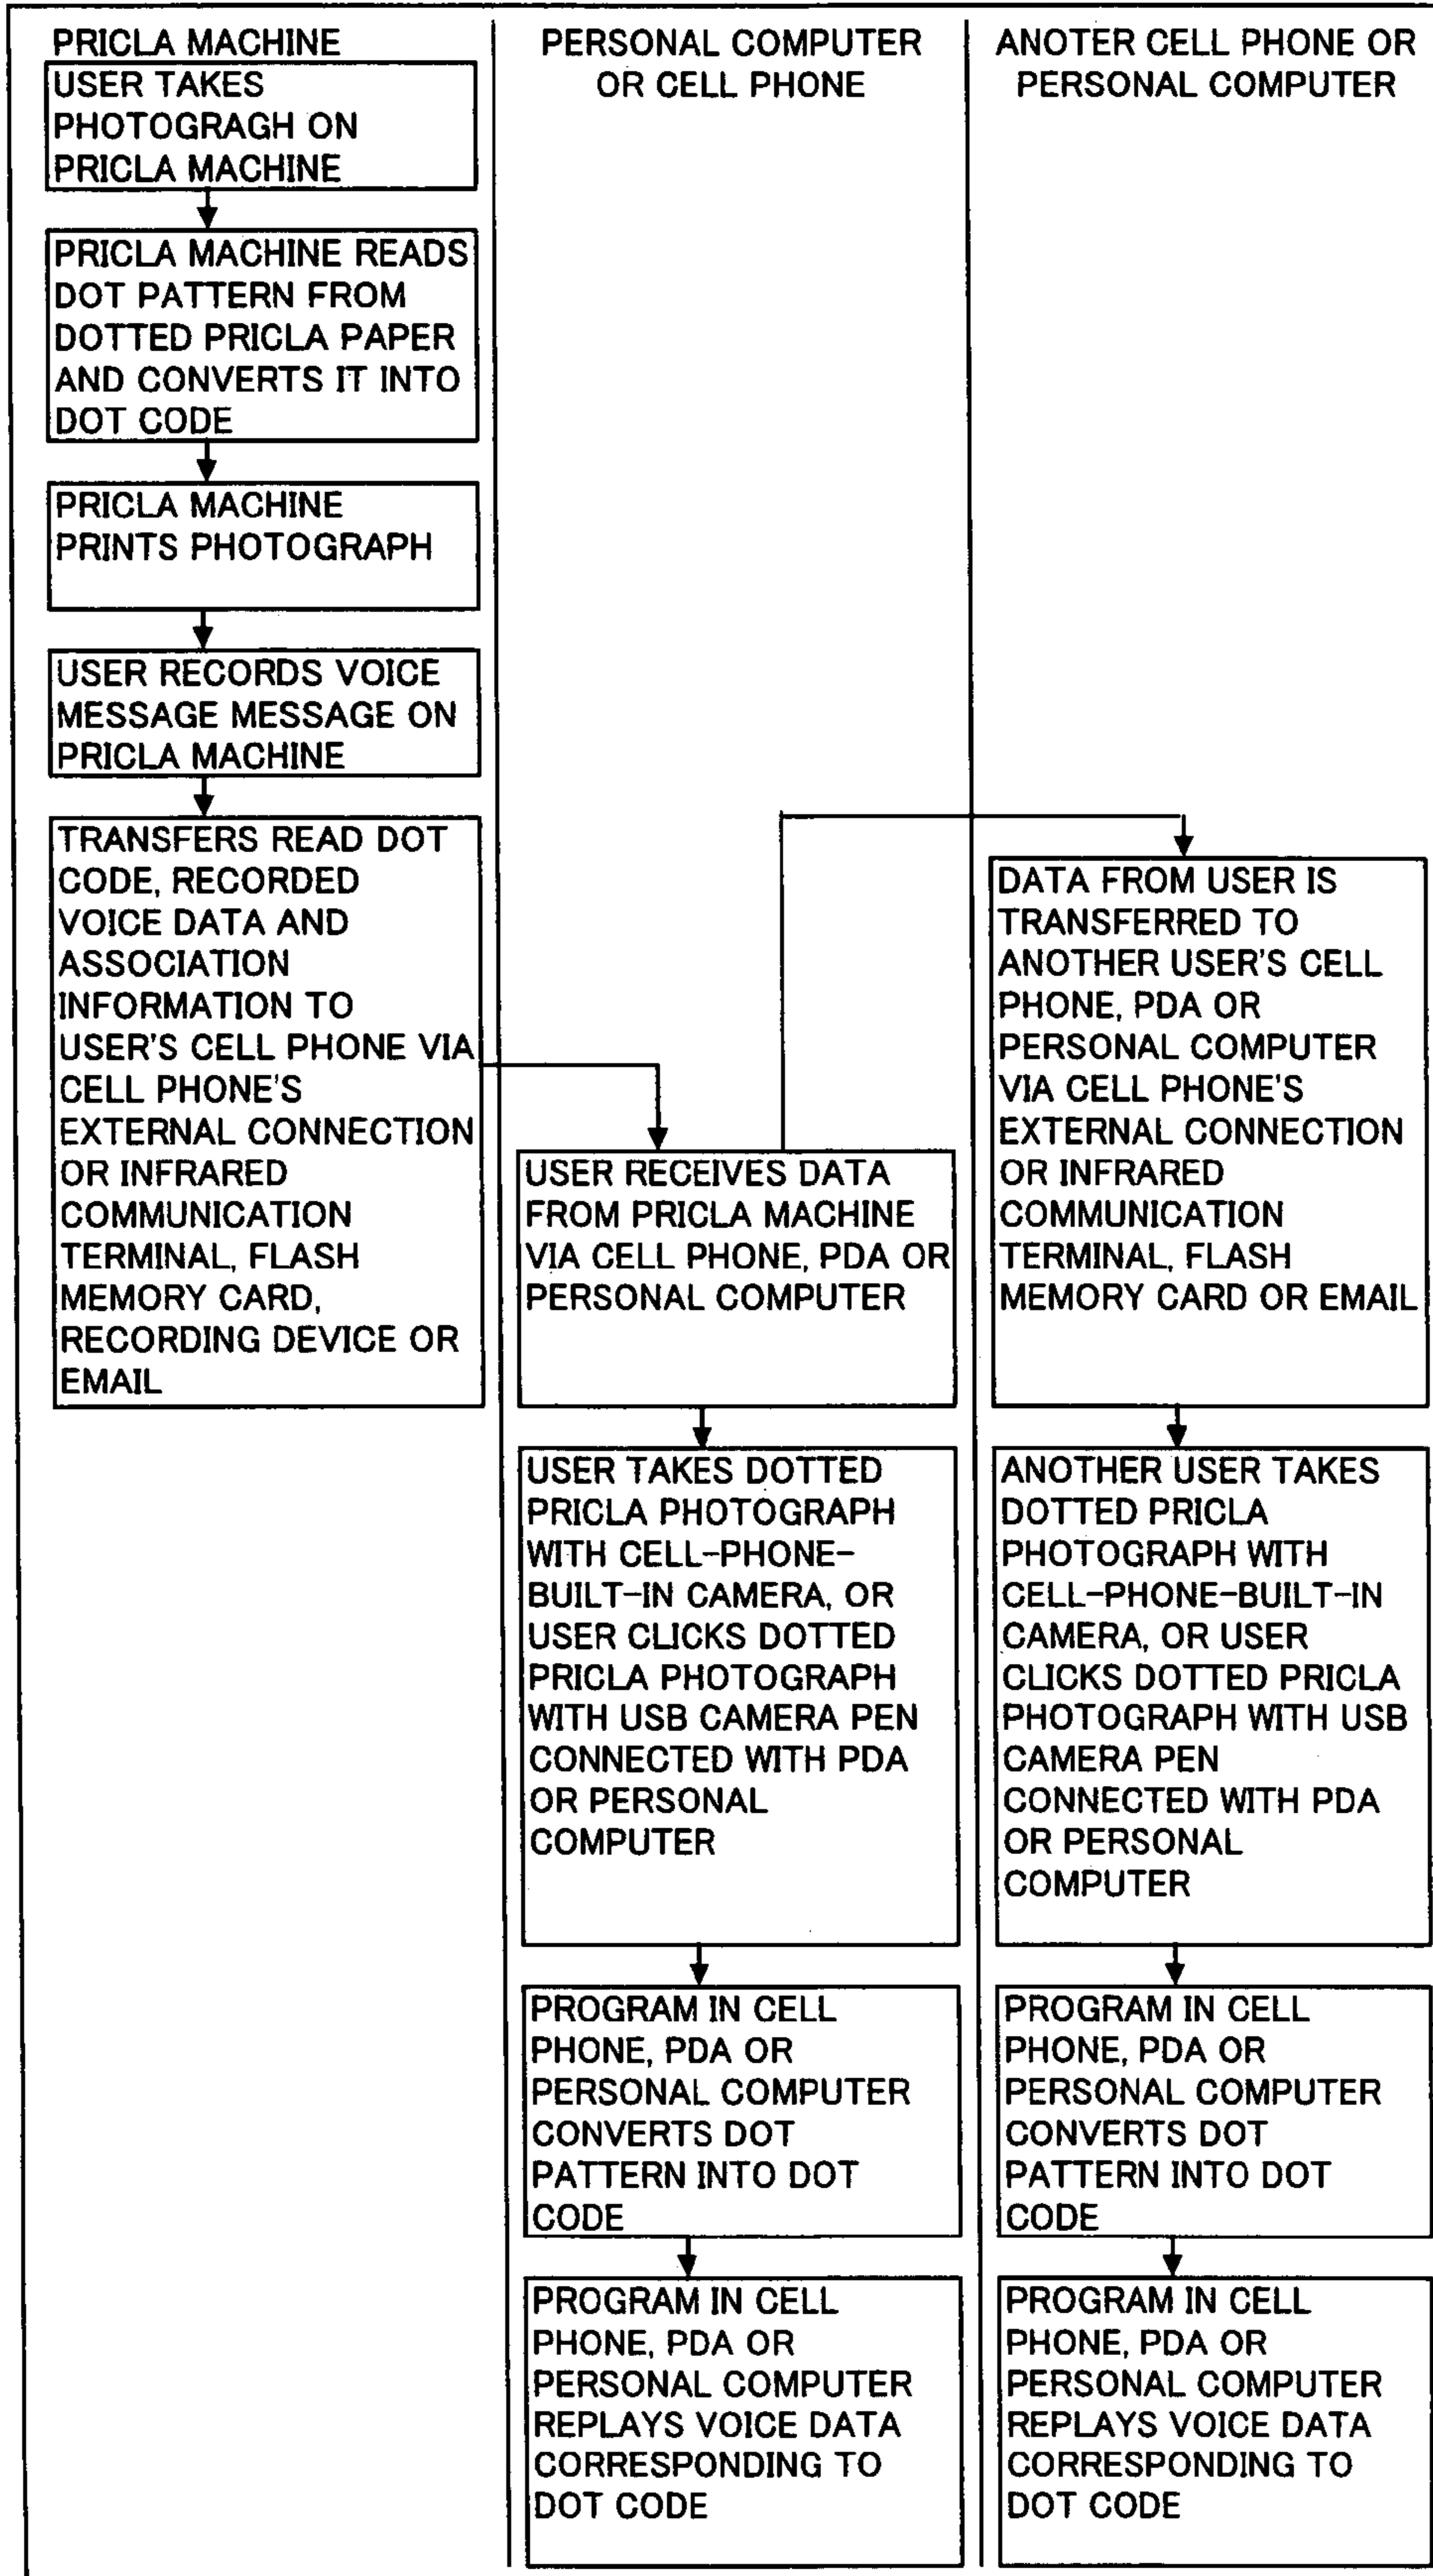 PRICLA MACHINE
USER TAKES
PHOTOGRAGH ON
PRICLA MACHINE
PRICLA MACHINE READS
DOT PATTERN FROM
DOTTED PRICLA PAPER
AND CONVERTS IT INTO
DOT CODE
PRICLA MACHINE
PRINTS PHOTOGRAPH
USER RECORDS VOICE
MESSAGE MESSAGE ON
PRICLA MACHINE
TRANSFERS READ DOT
CODE, RECORDED
VOICE DATA AND
ASSOCIATION
INFORMATION TO
USER'S CELL PHONE VIA
CELL PHONE'S
EXTERNAL CONNECTION
OR INFRARED
COMMUNICATION
TERMINAL, FLASH
MEMORY CARD,
RECORDING DEVICE OR
EMAIL
PERSONAL COMPUTER
OR CELL PHONE
USER RECEIVES DATA
FROM PRICLA MACHINE
VIA CELL PHONE, PDA OR
PERSONAL COMPUTER
USER TAKES DOTTED
PRICLA PHOTOGRAPH
WITH CELL-PHONE-
BUILT-IN CAMERA, OR
USER CLICKS DOTTED
PRICLA PHOTOGRAPH
WITH USB CAMERA PEN
CONNECTED WITH PDA
OR PERSONAL
COMPUTER
PROGRAM IN CELL
PHONE, PDA OR
PERSONAL COMPUTER
CONVERTS DOT
PATTERN INTO DOT
CODE
PROGRAM IN CELL
PHONE, PDA OR
PERSONAL COMPUTER
REPLAYS VOICE DATA
CORRESPONDING TO
DOT CODE
ANOTER CELL PHONE OR
PERSONAL COMPUTER
DATA FROM USER IS
TRANSFERRED TO
ANOTHER USER'S CELL
PHONE, PDA OR
PERSONAL COMPUTER
VIA CELL PHONE'S
EXTERNAL CONNECTION
OR INFRARED
COMMUNICATION
TERMINAL, FLASH
MEMORY CARD OR EMAIL
ANOTHER USER TAKES
DOTTED PRICLA
PHOTOGRAPH WITH
CELL-PHONE-BUILT-IN
CAMERA, OR USER
CLICKS DOTTED PRICLA
PHOTOGRAPH WITH USB
CAMERA PEN
CONNECTED WITH PDA
OR PERSONAL
COMPUTER
PROGRAM IN CELL
PHONE, PDA OR
PERSONAL COMPUTER
CONVERTS DOT
PATTERN INTO DOT
CODE
PROGRAM IN CELL
PHONE, PDA OR
PERSONAL COMPUTER
REPLAYS VOICE DATA
CORRESPONDING TO
DOT CODE